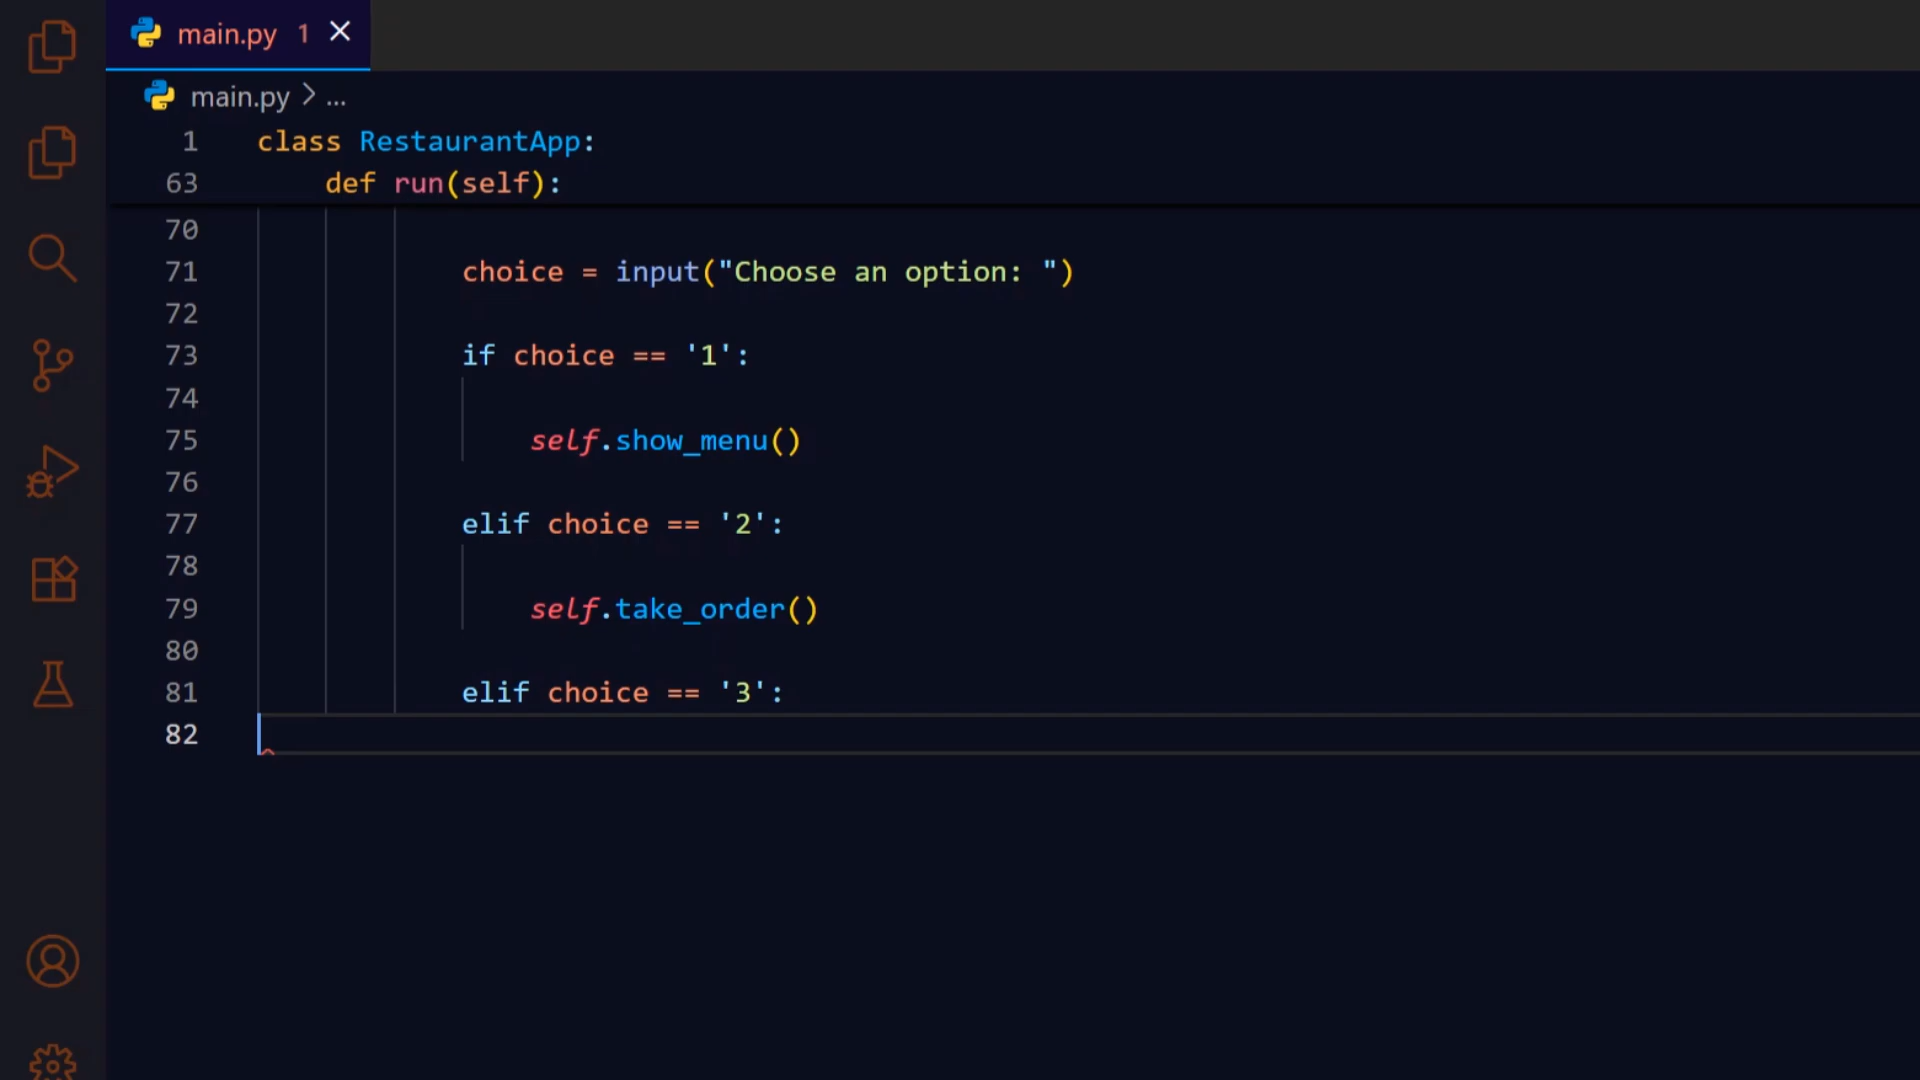 main.py 1
main.py > ...
1 class RestaurantApp:
63 def run(self):
70
71 choice = input("Choose an option: ")
72
73 if choice == '1':
74
75 self.show_menu()
76
77 elif choice == '2':
78
79 self.take_order()
80
81 elif choice == '3':
82